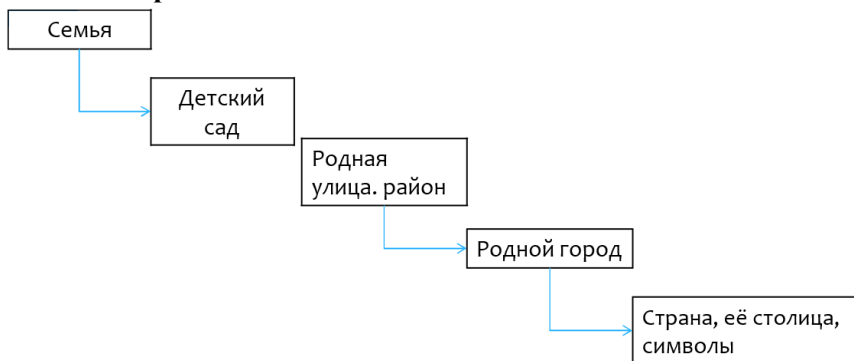 Семья
Детский
сад
Родная
улица. район
Родной город
Страна, её столица,
символы